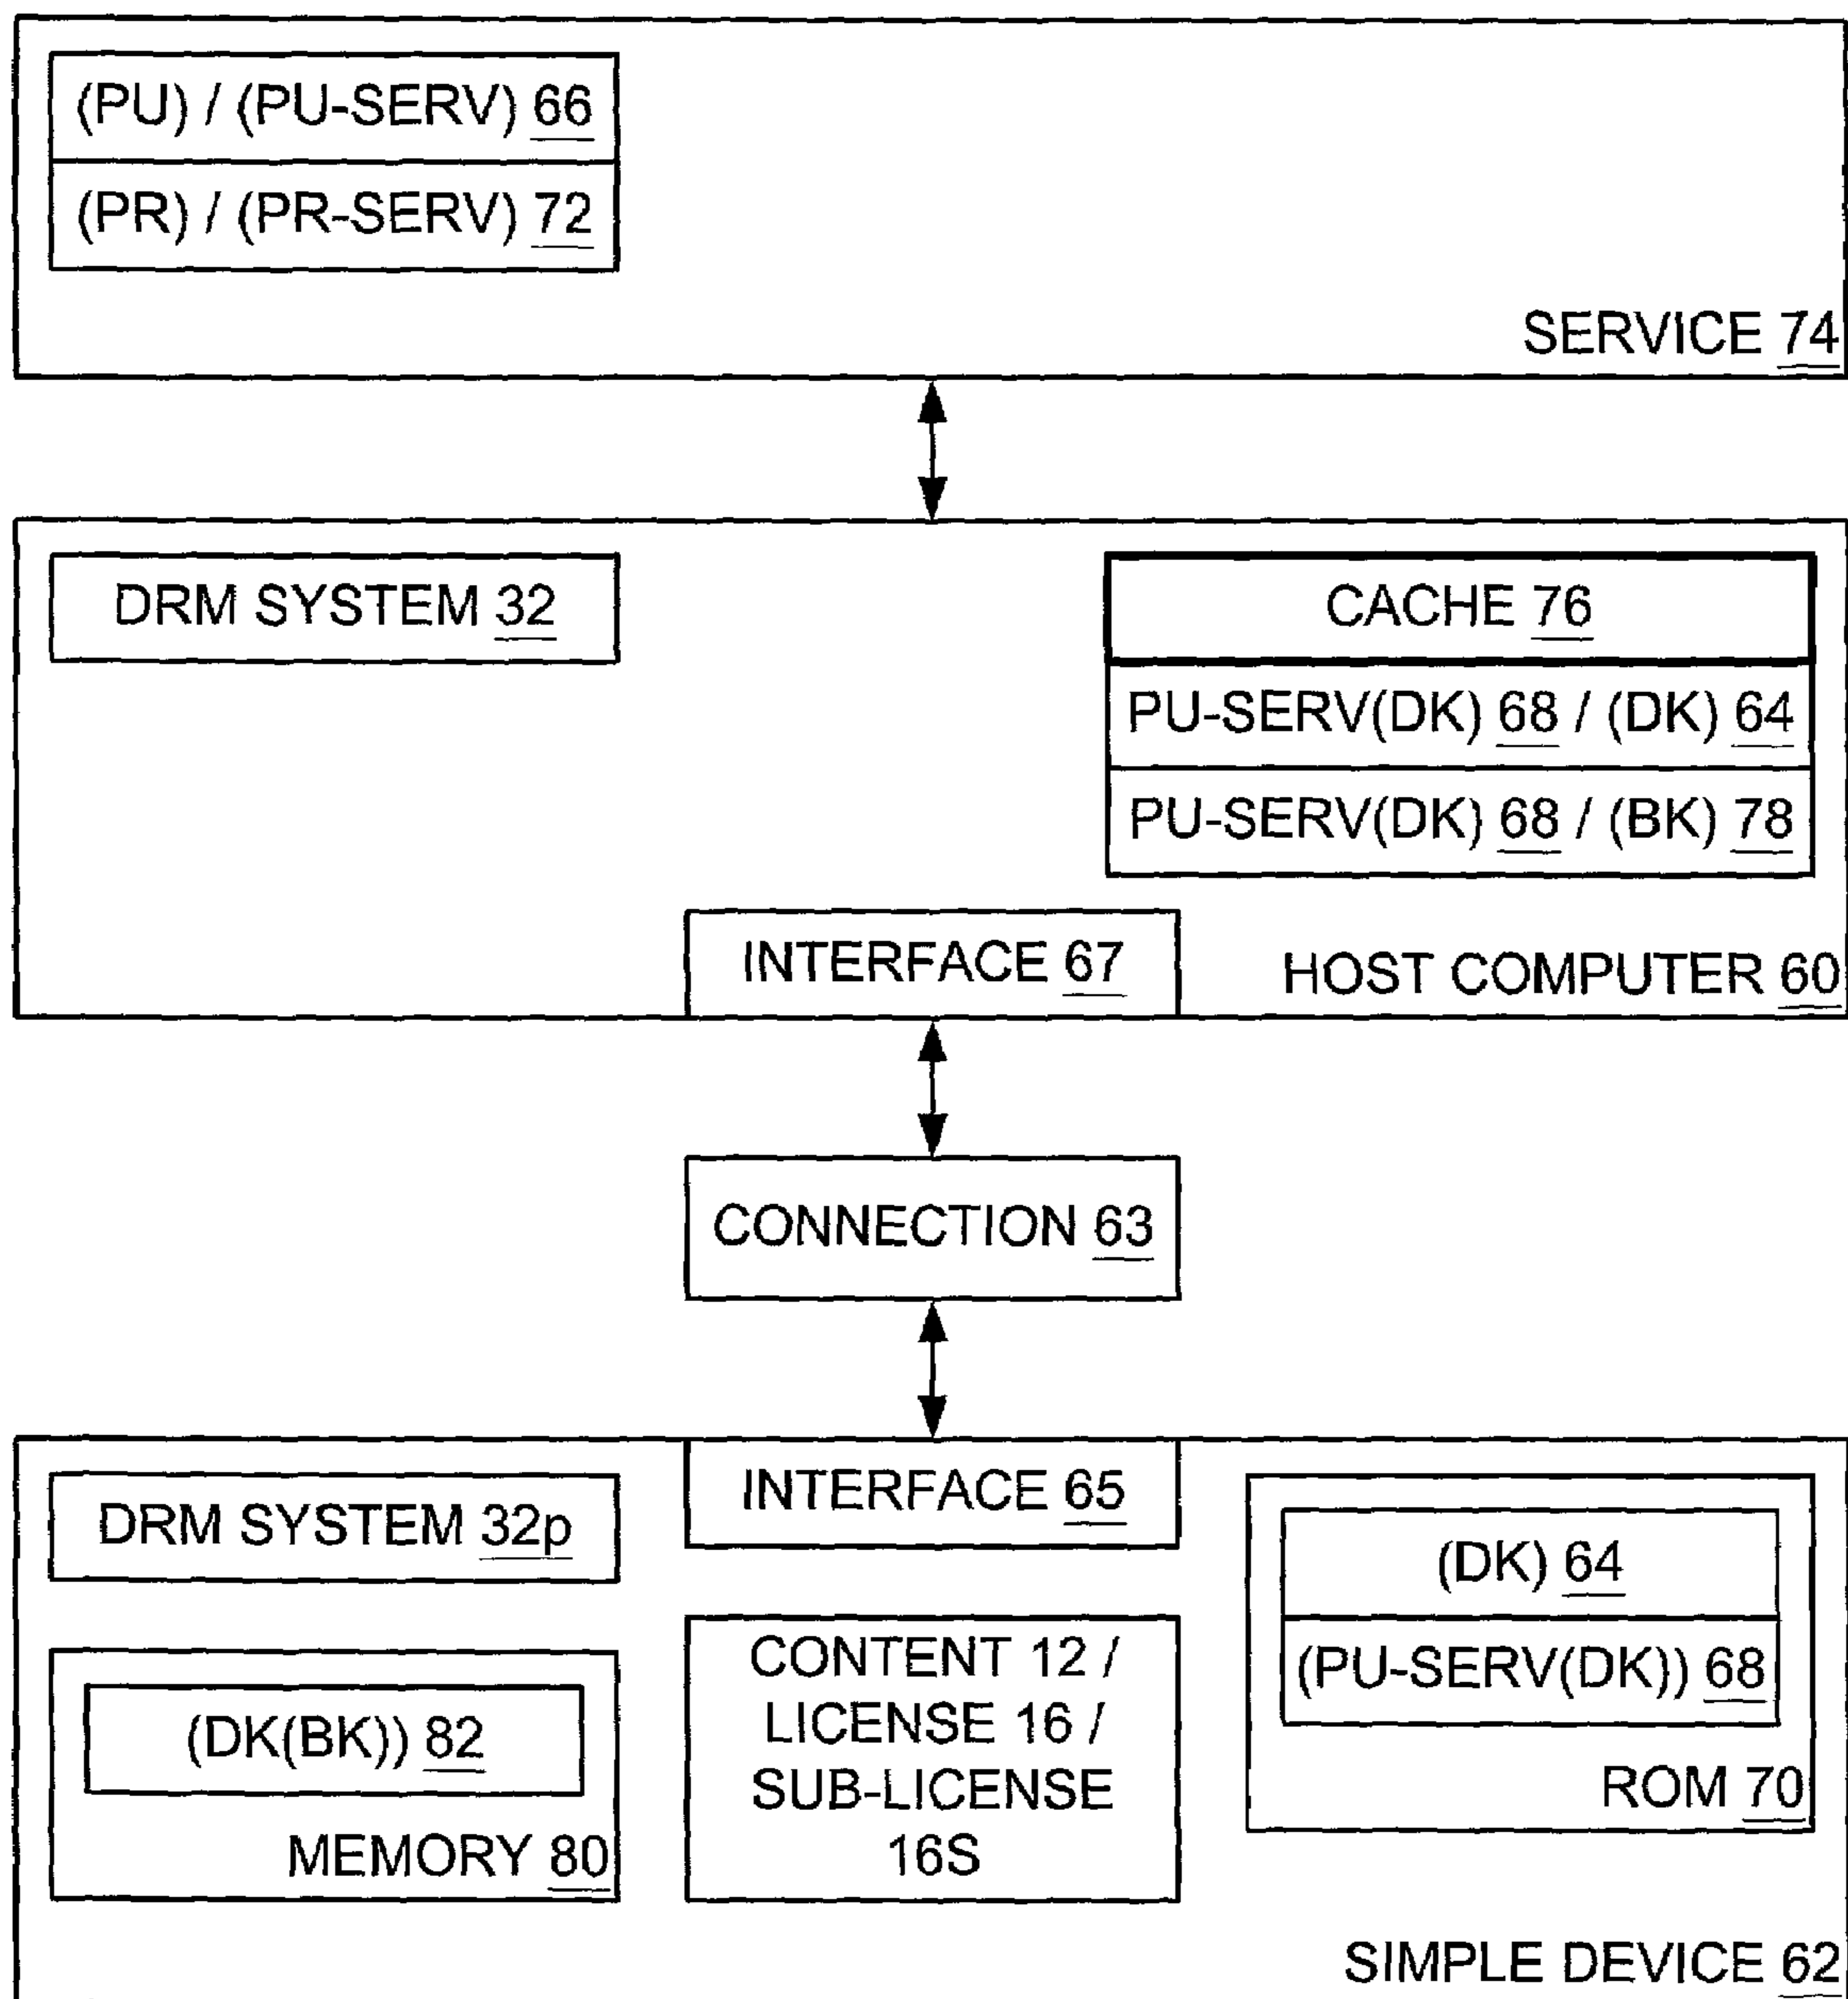 (PU) / (PU-SERV) 66
(PR) / (PR-SERV) 72
SERVICE 74
DRM SYSTEM 32
CACHE 76
PU-SERV(DK) 68 / (DK) 64
PU-SERV(DK) 68 / (BK) 78
INTERFACE 67
HOST COMPUTER 60
CONNECTION 63
DRM SYSTEM 32p
INTERFACE 65
(DK) 64
(PU-SERV(DK)) 68
ROM 70
(DK(BK)) 82
MEMORY 80
CONTENT 12 /
LICENSE 16 /
SUB-LICENSE
16S
SIMPLE DEVICE 62